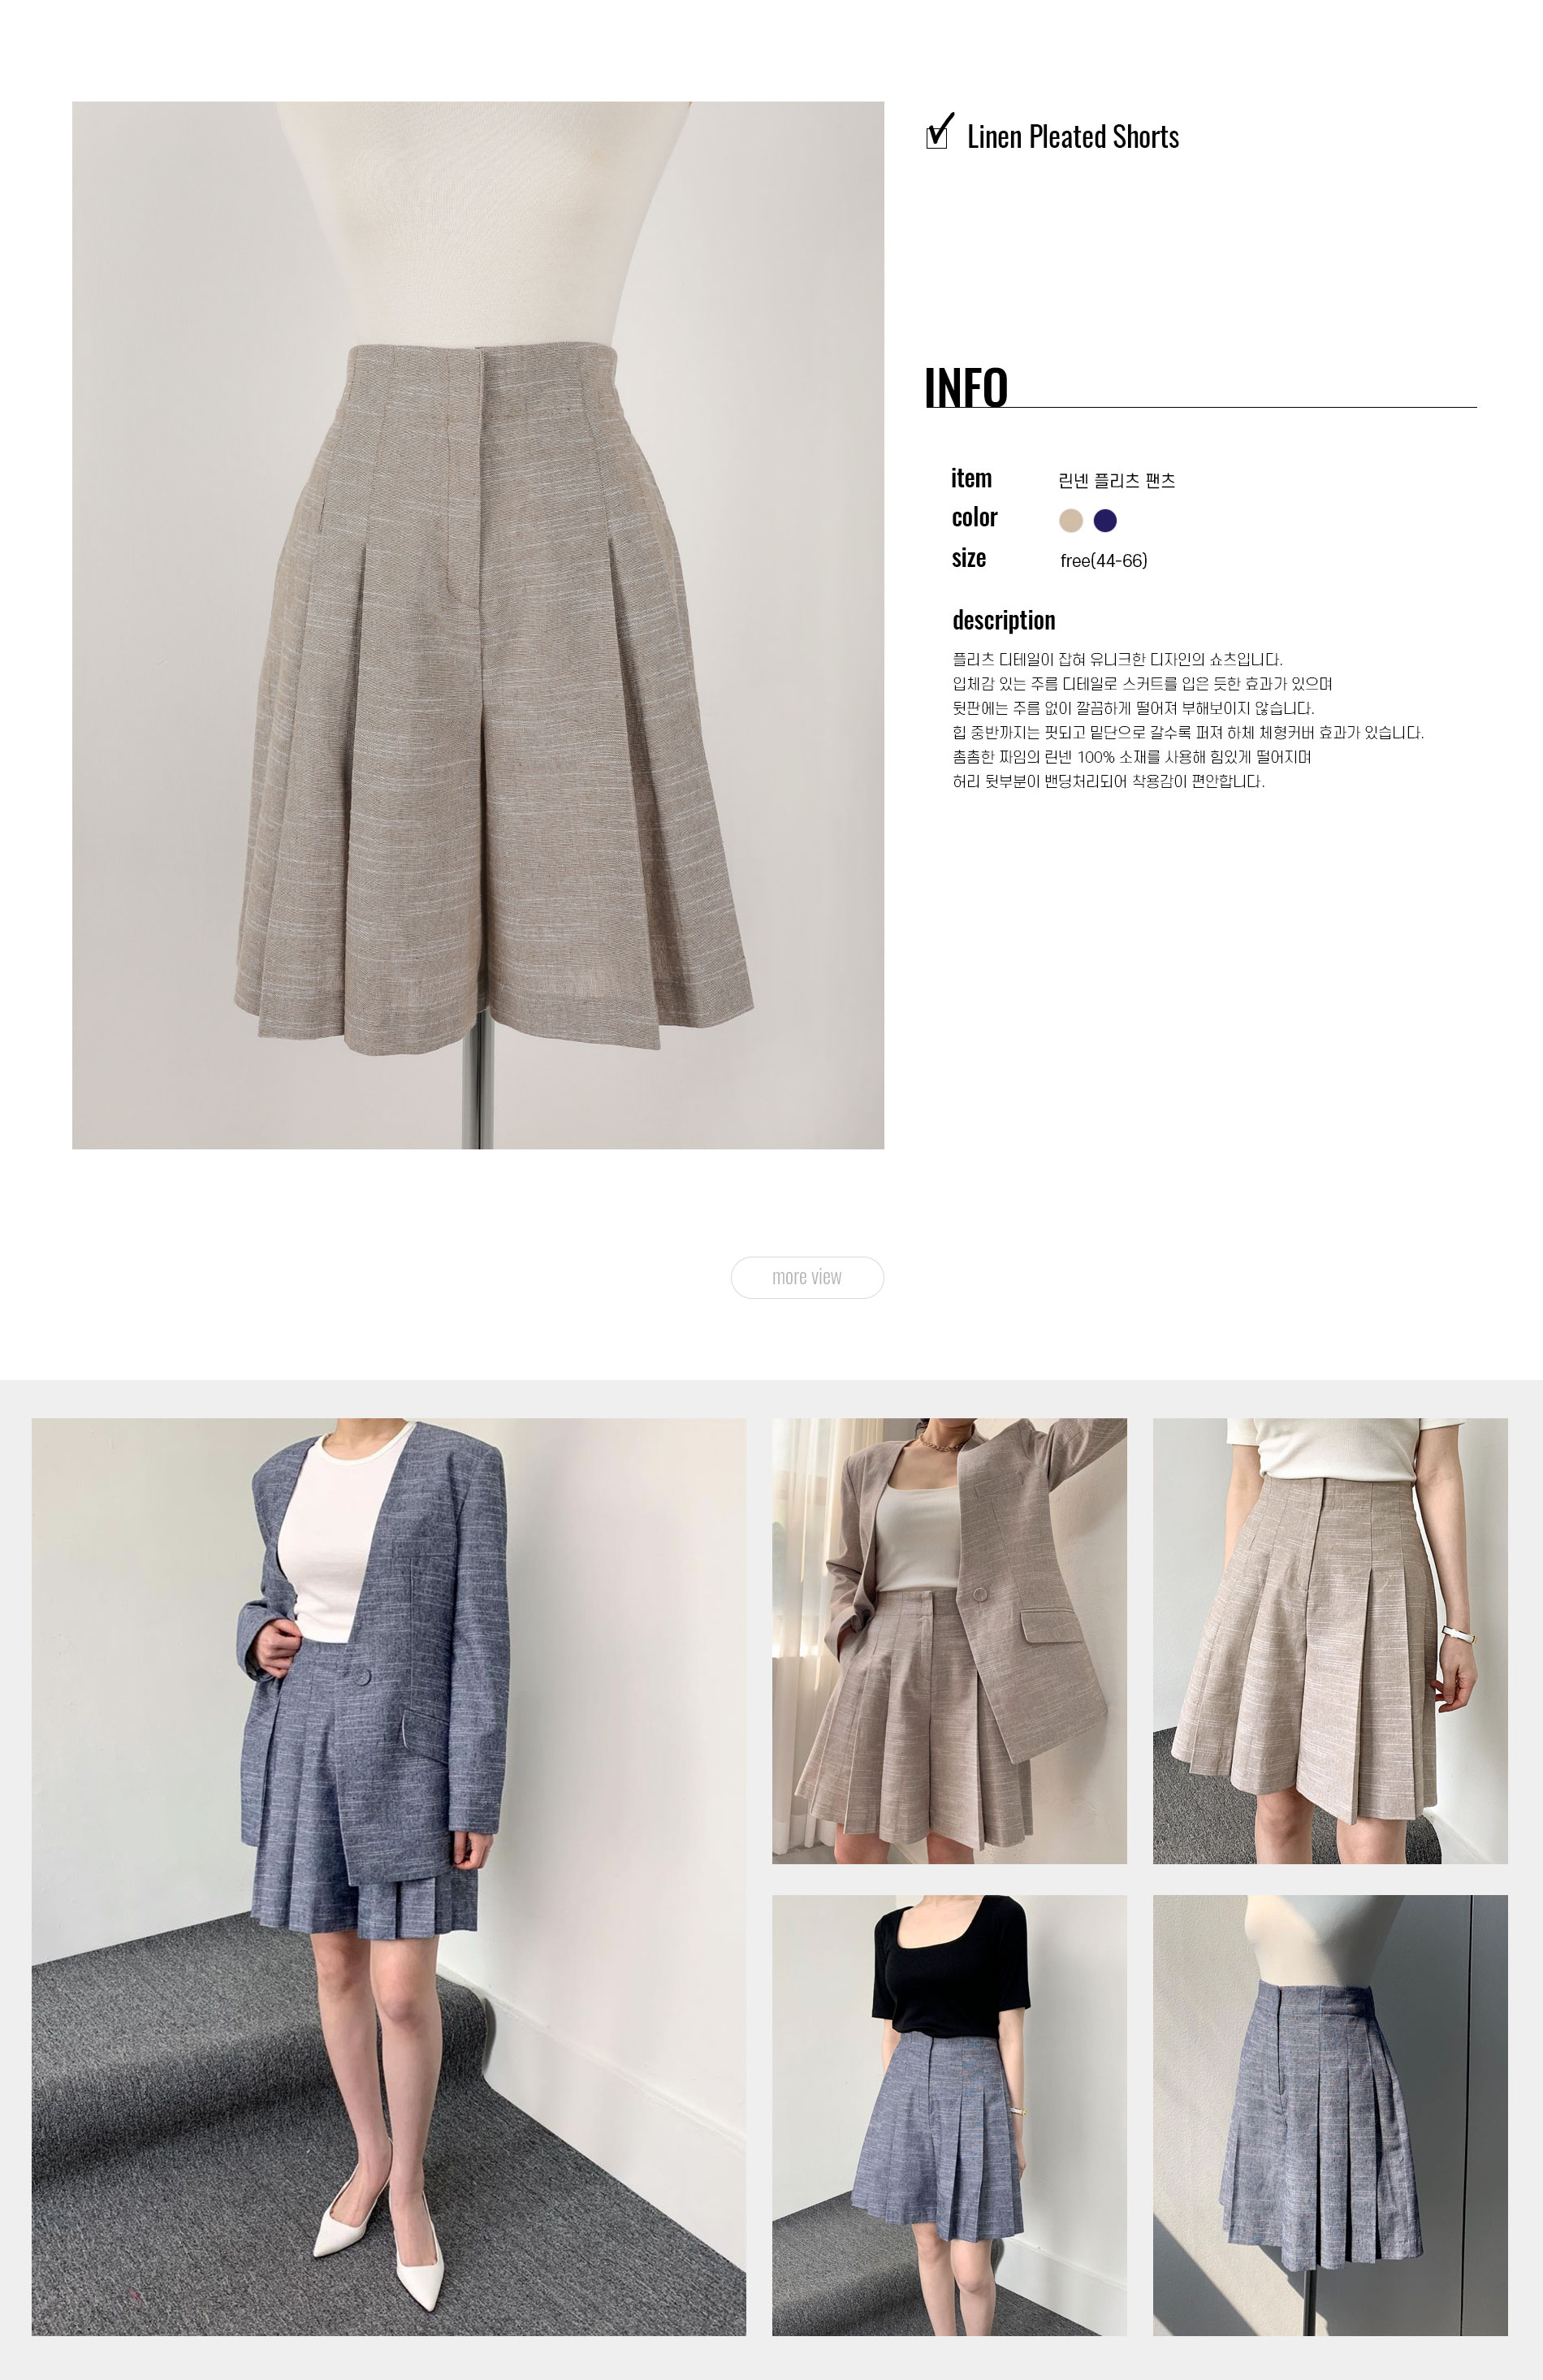 Linen Pleated Shorts
INFO
item 린넨 플리츠 팬츠
color
size free(44-66)
description
플리츠 디테일이 잡혀 유니크한 디자인의 쇼츠입니다.
입체감 있는 주름 디테일로 스커트를 입은 듯한 효과가 있으며
뒷판에는 주름 없이 깔끔하게 떨어져 부해보이지 않습니다.
힙 중반까지는 핏되고 밑단으로 갈수록 퍼져 하체 체형커버 효과가 있습니다.
촘촘한 짜임의 린넨 100% 소재를 사용해 힘있게 떨어지며
허리 뒷부분이 밴딩처리되어 착용감이 편안합니다.
more view